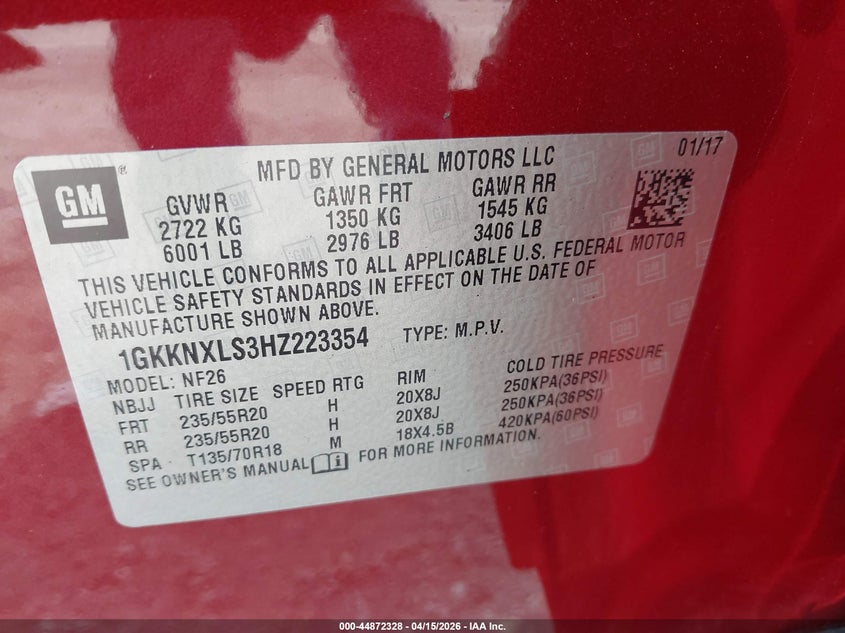 GM
MFD BY GENERAL MOTORS LLC
01/17
GVWR GAWR FRT GAWR RR
2722 KG 1350 KG 1545 KG
6001 LB 2976 LB 3406 LB
THIS VEHICLE CONFORMS TO ALL APPLICABLE U.S. FEDERAL MOTOR
VEHICLE SAFETY STANDARDS IN EFFECT ON THE DATE OF
MANUFACTURE SHOWN ABOVE.
1GKKNXLS3HZ223354 TYPE: M.P.V.
MODEL: NF26
NBJJ TIRE SIZE SPEED RTG RIM COLD TIRE PRESSURE
FRT 235/55R20 H 20X8J 250KPA(36PSI)
RR 235/55R20 H 20X8J 250KPA(36PSI)
SPA T135/70R18 M 18X4.5B 420KPA(60PSI)
SEE OWNER'S MANUAL FOR MORE INFORMATION.
000-44872328 - 04/15/2026 - IAA Inc.